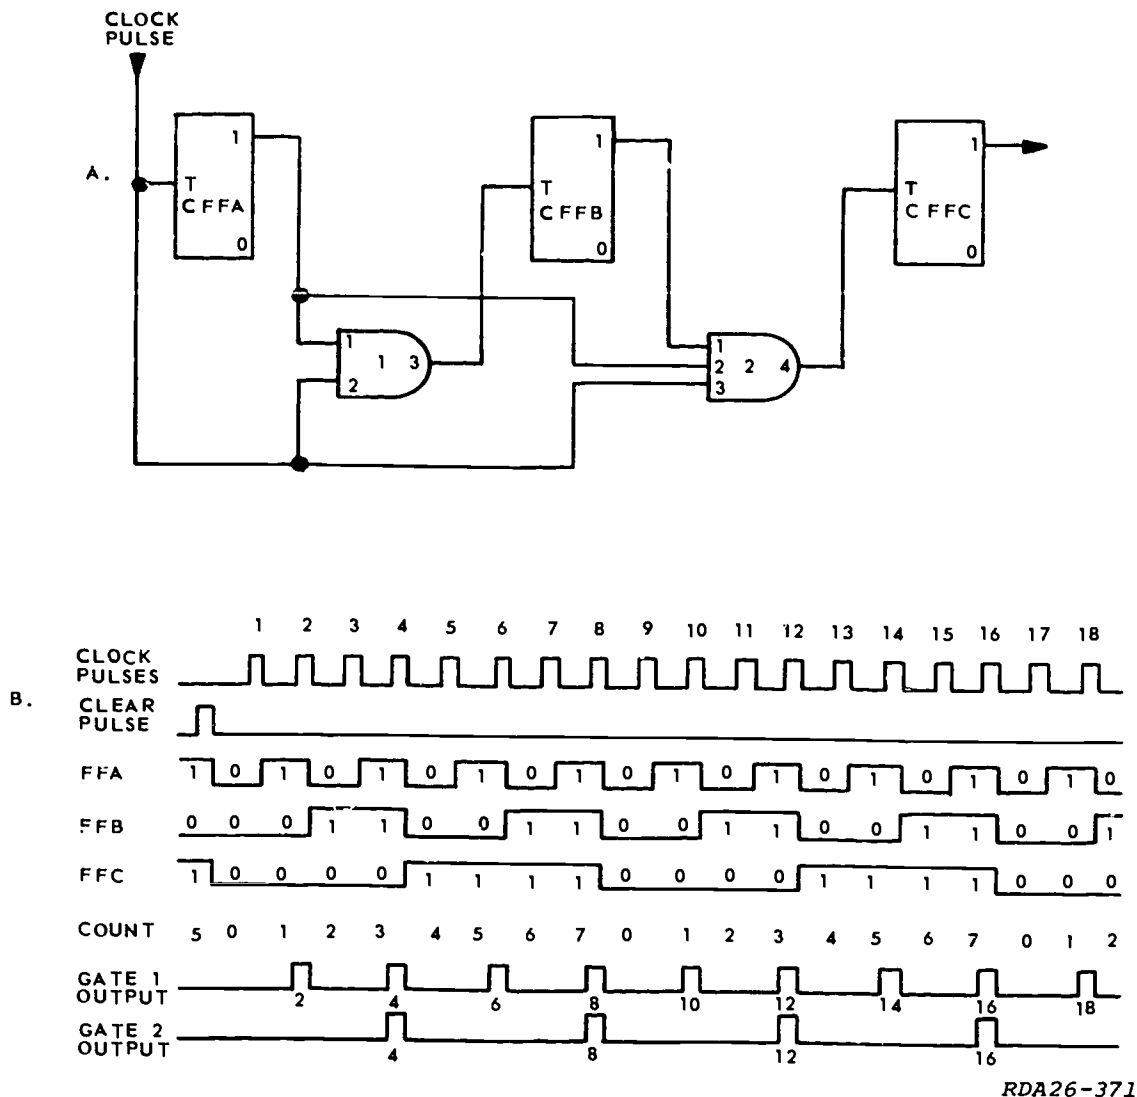 CLOCK
PULSE
A.
1
T
CFFA
0
1
T
CFFB
0
1
T
CFFC
0
1
1 3
2
1
2 2 4
3
1 2 3 4 5 6 7 8 9 10 11 12 13 14 15 16 17 18
CLOCK
PULSES
B.
CLEAR
PULSE
FFA 1 0 1 0 1 0 1 0 1 0 1 0 1 0 1 0 1 0 1 0
FFB 0 0 0 1 1 0 0 1 1 0 0 1 1 0 0 1 1 0 0 1
FFC 1 0 0 0 0 1 1 1 1 0 0 0 0 1 1 1 1 0 0 0
COUNT 5 0 1 2 3 4 5 6 7 0 1 2 3 4 5 6 7 0 1 2
GATE 1
OUTPUT 2 4 6 8 10 12 14 16 18
GATE 2
OUTPUT 4 8 12 16
RDA26-371